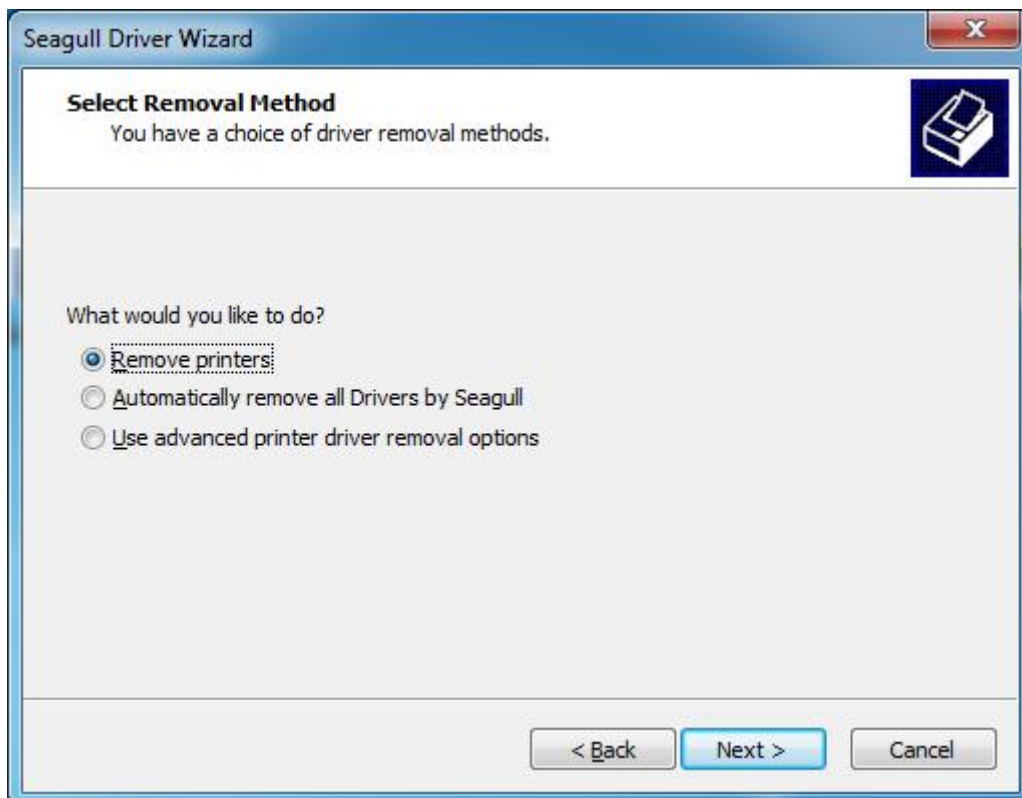 Seagull Driver Wizard
Select Removal Method
You have a choice of driver removal methods.
What would you like to do?
Remove printers
Automatically remove all Drivers by Seagull
Use advanced printer driver removal options
< Back Next > Cancel